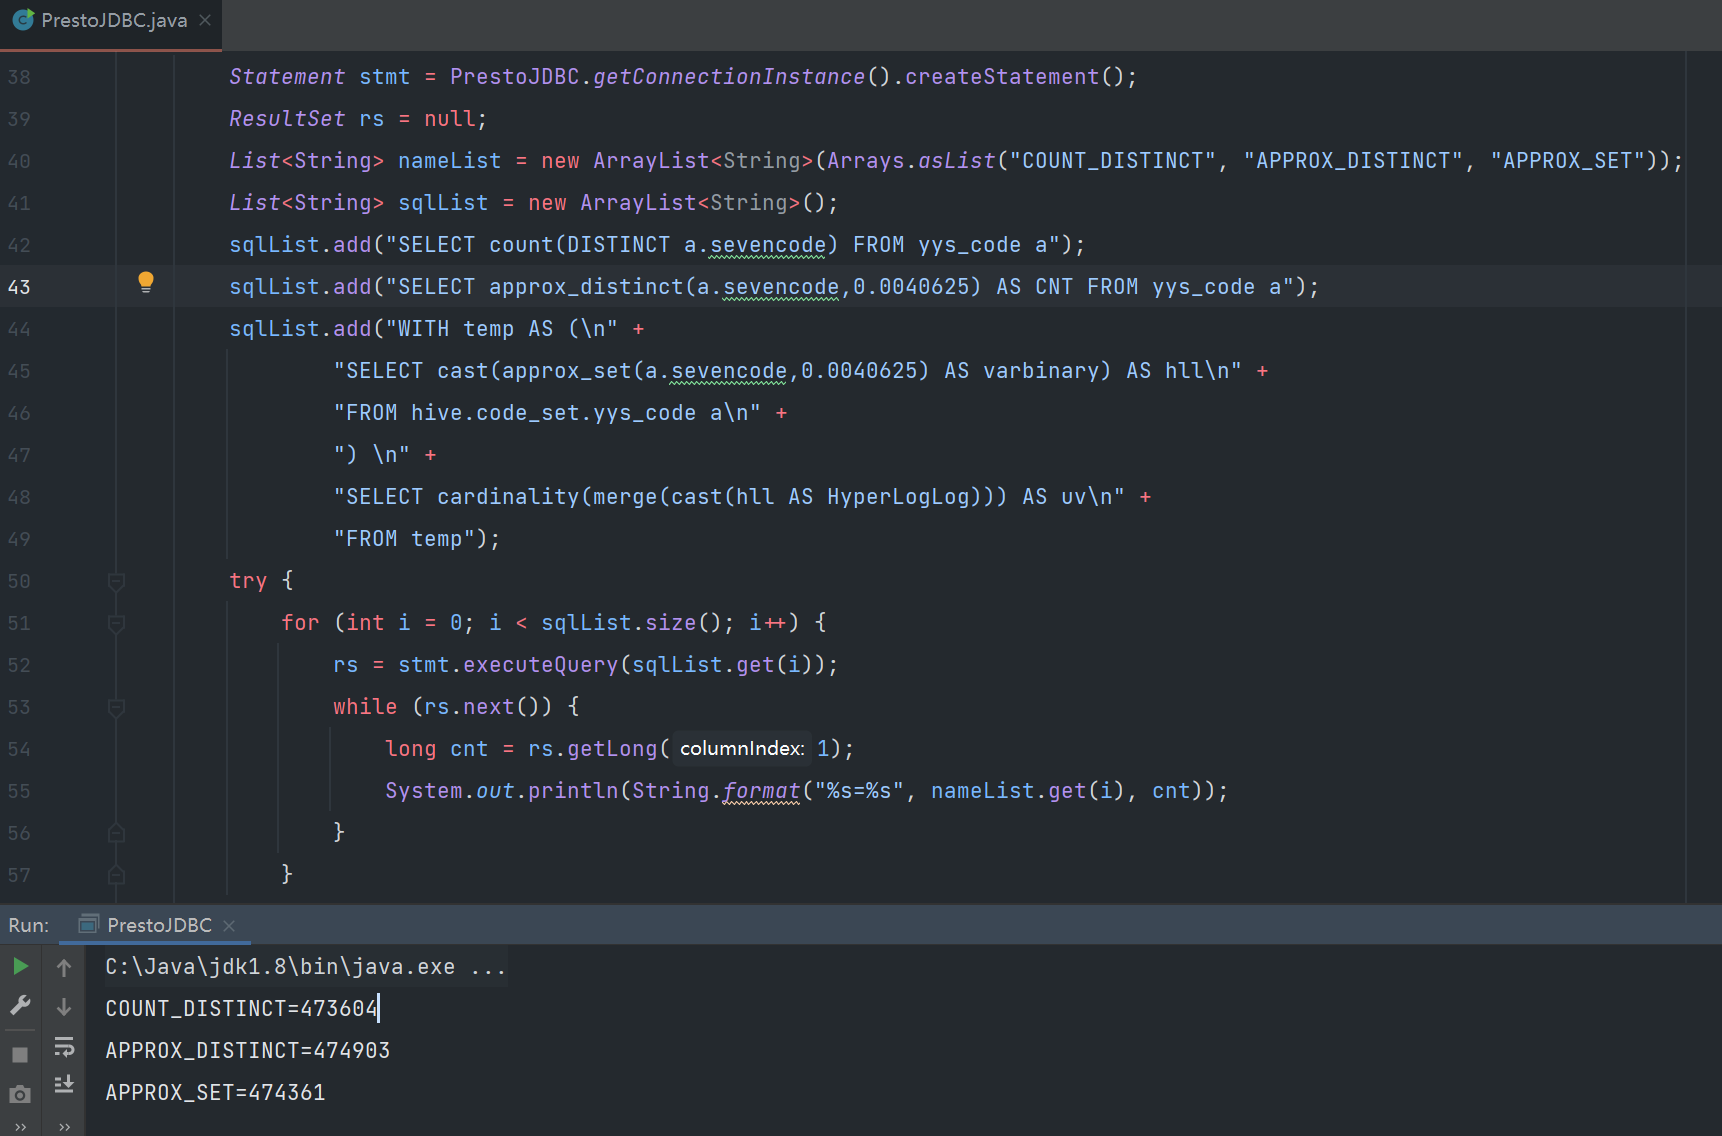 PrestoJDBC.java
38 Statement stmt = PrestoJDBC.getConnectionInstance().createStatement();
39 ResultSet rs = null;
40 List<String> nameList = new ArrayList<String>(Arrays.asList("COUNT_DISTINCT", "APPROX_DISTINCT", "APPROX_SET"));
41 List<String> sqlList = new ArrayList<String>();
42 sqlList.add("SELECT count(DISTINCT a.sevencode) FROM yys_code a");
43 sqlList.add("SELECT approx_distinct(a.sevencode,0.0040625) AS CNT FROM yys_code a");
44 sqlList.add("WITH temp AS (\n" +
45 "SELECT cast(approx_set(a.sevencode,0.0040625) AS varbinary) AS hll\n" +
46 "FROM hive.code_set.yys_code a\n" +
47 ") \n" +
48 "SELECT cardinality(merge(cast(hll AS HyperLogLog))) AS uv\n" +
49 "FROM temp");
50 try {
51 for (int i = 0; i < sqlList.size(); i++) {
52 rs = stmt.executeQuery(sqlList.get(i));
53 while (rs.next()) {
54 long cnt = rs.getLong( columnIndex: 1);
55 System.out.println(String.format("%s=%s", nameList.get(i), cnt));
56 }
57 }
Run: PrestoJDBC
C:\Java\jdk1.8\bin\java.exe ...
COUNT_DISTINCT=473604
APPROX_DISTINCT=474903
APPROX_SET=474361